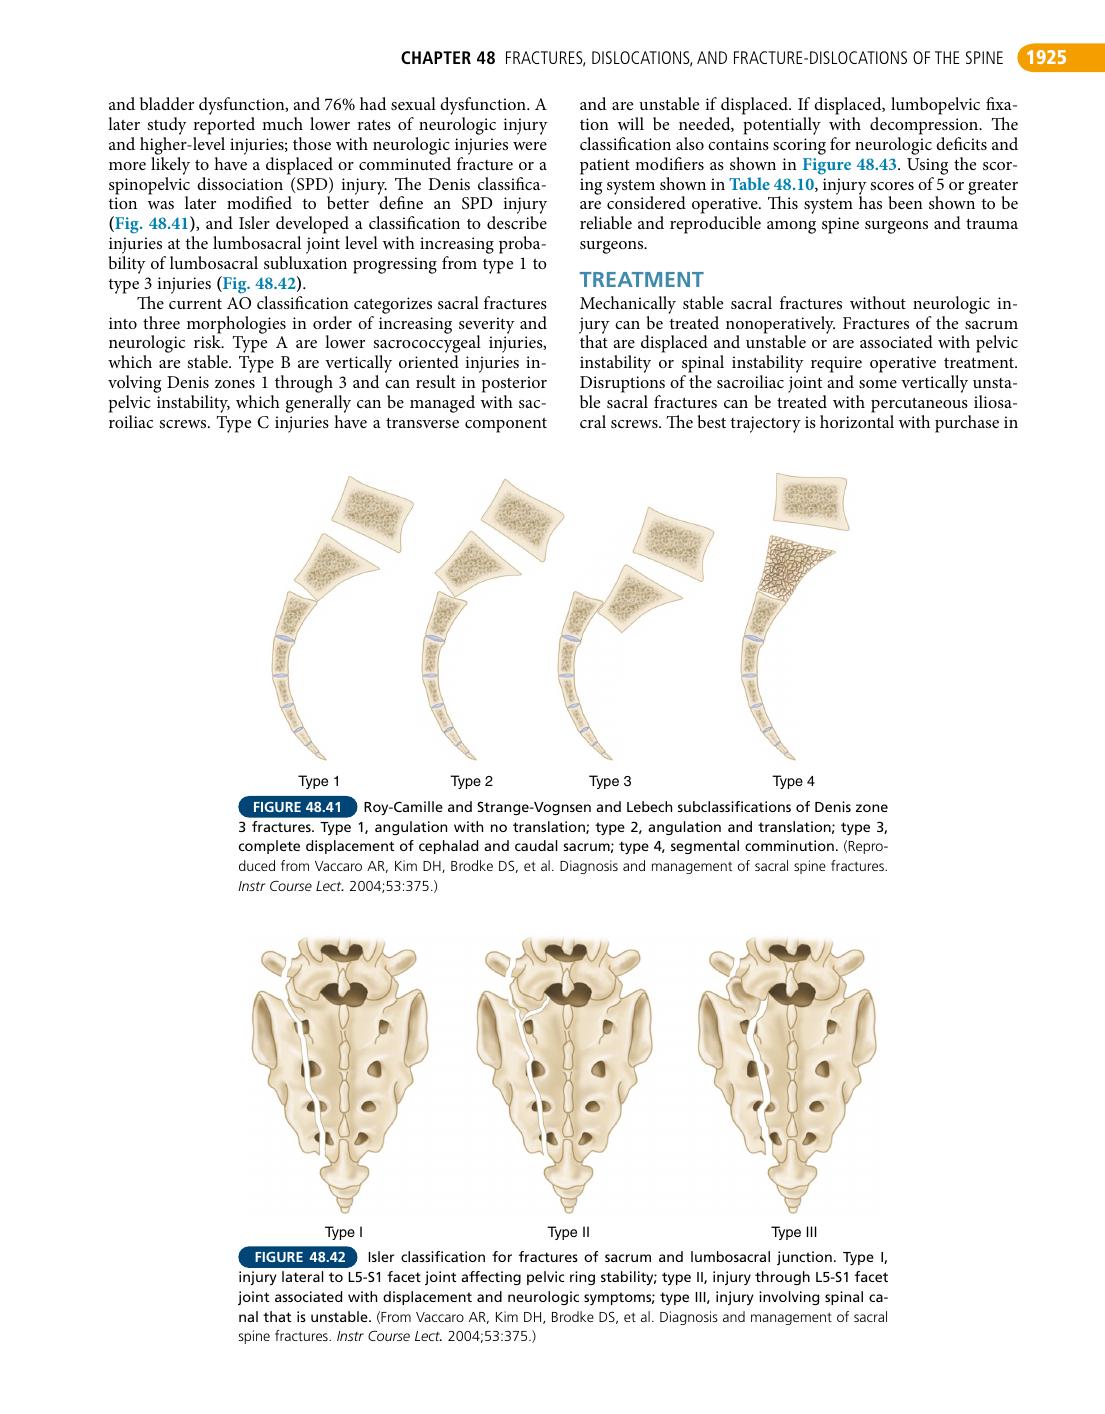 CHAPTER 48 FRACTURES, DISLOCATIONS, AND FRACTURE-DISLOCATIONS OF THE SPINE 1925
and bladder dysfunction, and 76% had sexual dysfunction. A
later study reported much lower rates of neurologic injury
and higher-level injuries; those with neurologic injuries were
more likely to have a displaced or comminuted fracture or a
spinopelvic dissociation (SPD) injury. The Denis classifica-
tion was later modified to better define an SPD injury
(Fig. 48.41), and Isler developed a classification to describe
injuries at the lumbosacral joint level with increasing proba-
bility of lumbosacral subluxation progressing from type 1 to
type 3 injuries (Fig. 48.42).
The current AO classification categorizes sacral fractures
into three morphologies in order of increasing severity and
neurologic risk. Type A are lower sacrococcygeal injuries,
which are stable. Type B are vertically oriented injuries in-
volving Denis zones 1 through 3 and can result in posterior
pelvic instability, which generally can be managed with sac-
roiliac screws. Type C injuries have a transverse component
and are unstable if displaced. If displaced, lumbopelvic fixa-
tion will be needed, potentially with decompression. The
classification also contains scoring for neurologic deficits and
patient modifiers as shown in Figure 48.43. Using the scor-
ing system shown in Table 48.10, injury scores of 5 or greater
are considered operative. This system has been shown to be
reliable and reproducible among spine surgeons and trauma
surgeons.
TREATMENT
Mechanically stable sacral fractures without neurologic in-
jury can be treated nonoperatively. Fractures of the sacrum
that are displaced and unstable or are associated with pelvic
instability or spinal instability require operative treatment.
Disruptions of the sacroiliac joint and some vertically unsta-
ble sacral fractures can be treated with percutaneous iliosa-
cral screws. The best trajectory is horizontal with purchase in
Type 1 Type 2 Type 3 Type 4
FIGURE 48.41 Roy-Camille and Strange-Vognsen and Lebech subclassifications of Denis zone
3 fractures. Type 1, angulation with no translation; type 2, angulation and translation; type 3,
complete displacement of cephalad and caudal sacrum; type 4, segmental comminution. (Repro-
duced from Vaccaro AR, Kim DH, Brodke DS, et al. Diagnosis and management of sacral spine fractures.
Instr Course Lect. 2004;53:375.)
Type I Type II Type III
FIGURE 48.42 Isler classification for fractures of sacrum and lumbosacral junction. Type I,
injury lateral to L5-S1 facet joint affecting pelvic ring stability; type II, injury through L5-S1 facet
joint associated with displacement and neurologic symptoms; type III, injury involving spinal ca-
nal that is unstable. (From Vaccaro AR, Kim DH, Brodke DS, et al. Diagnosis and management of sacral
spine fractures. Instr Course Lect. 2004;53:375.)